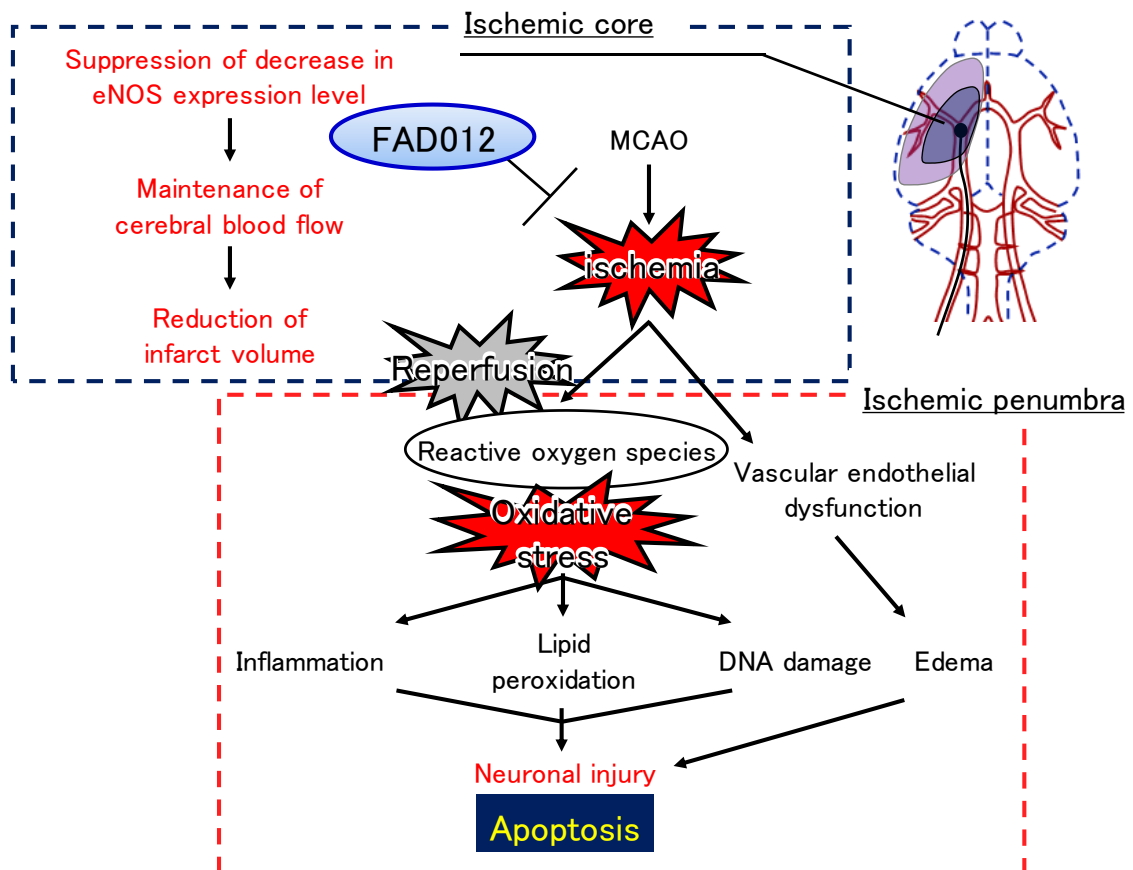 Ischemic core
Suppression of decrease in
eNOS expression level
FAD012
MCAO
Maintenance of
cerebral blood flow
ischemia
Reduction of
infarct volume
Reperfusion
Ischemic penumbra
Reactive oxygen species
Vascular endothelial
dysfunction
Oxidative
stress
Inflammation
Lipid
peroxidation
DNA damage
Edema
Neuronal injury
Apoptosis